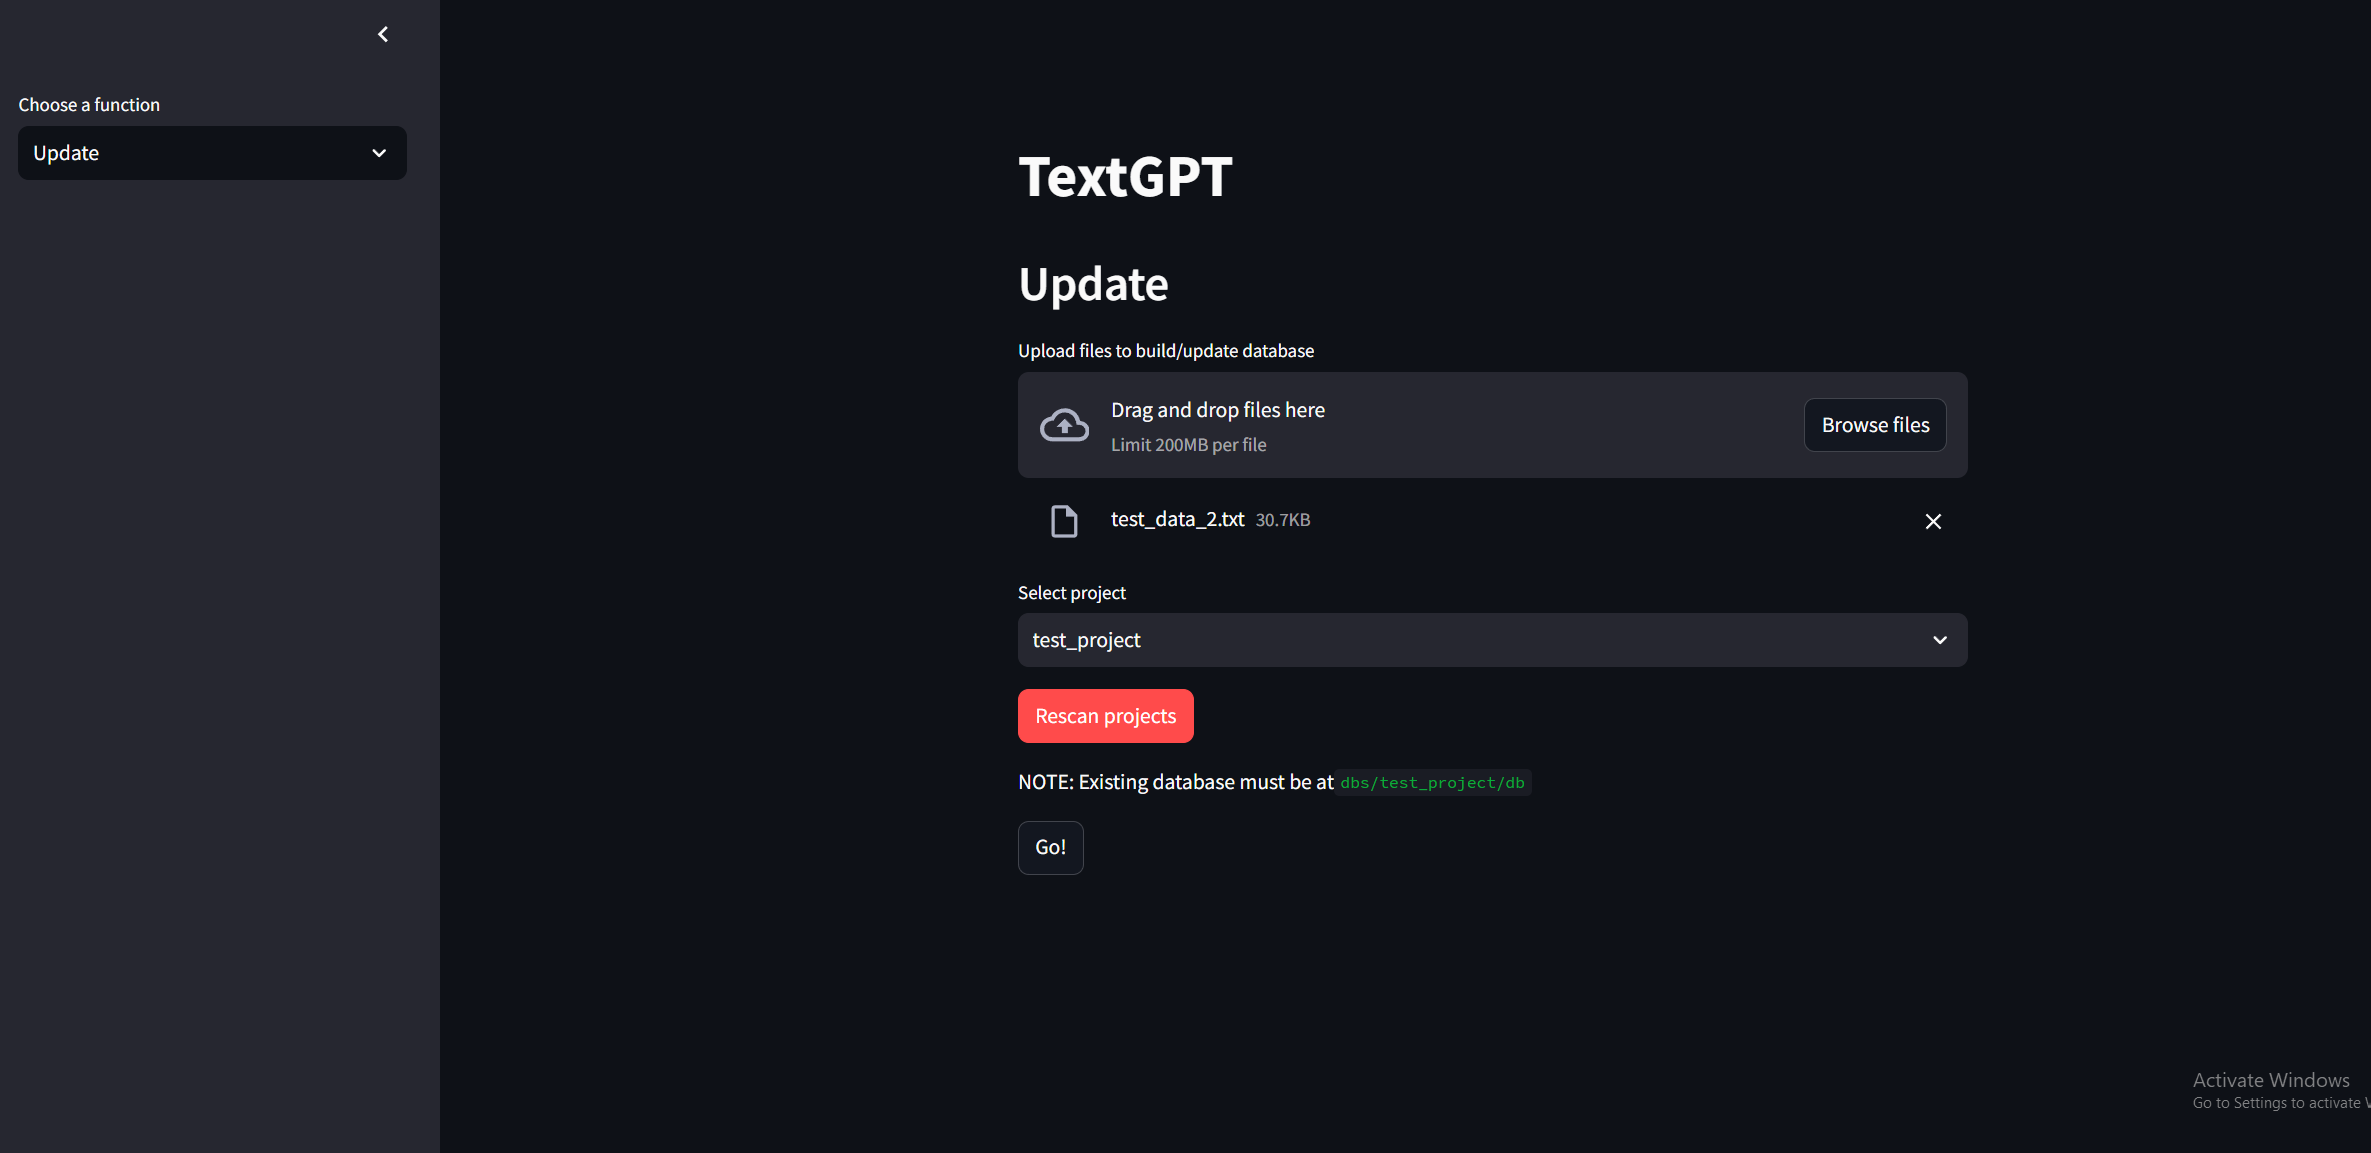 Choose a function
Update
TextGPT
Update
Upload files to build/update database
Drag and drop files here
Limit 200MB per file
Browse files
test_data_2.txt 30.7KB
Select project
test_project
Rescan projects
NOTE: Existing database must be at dbs/test_project/db
Go!
Activate Windows
Go to Settings to activate